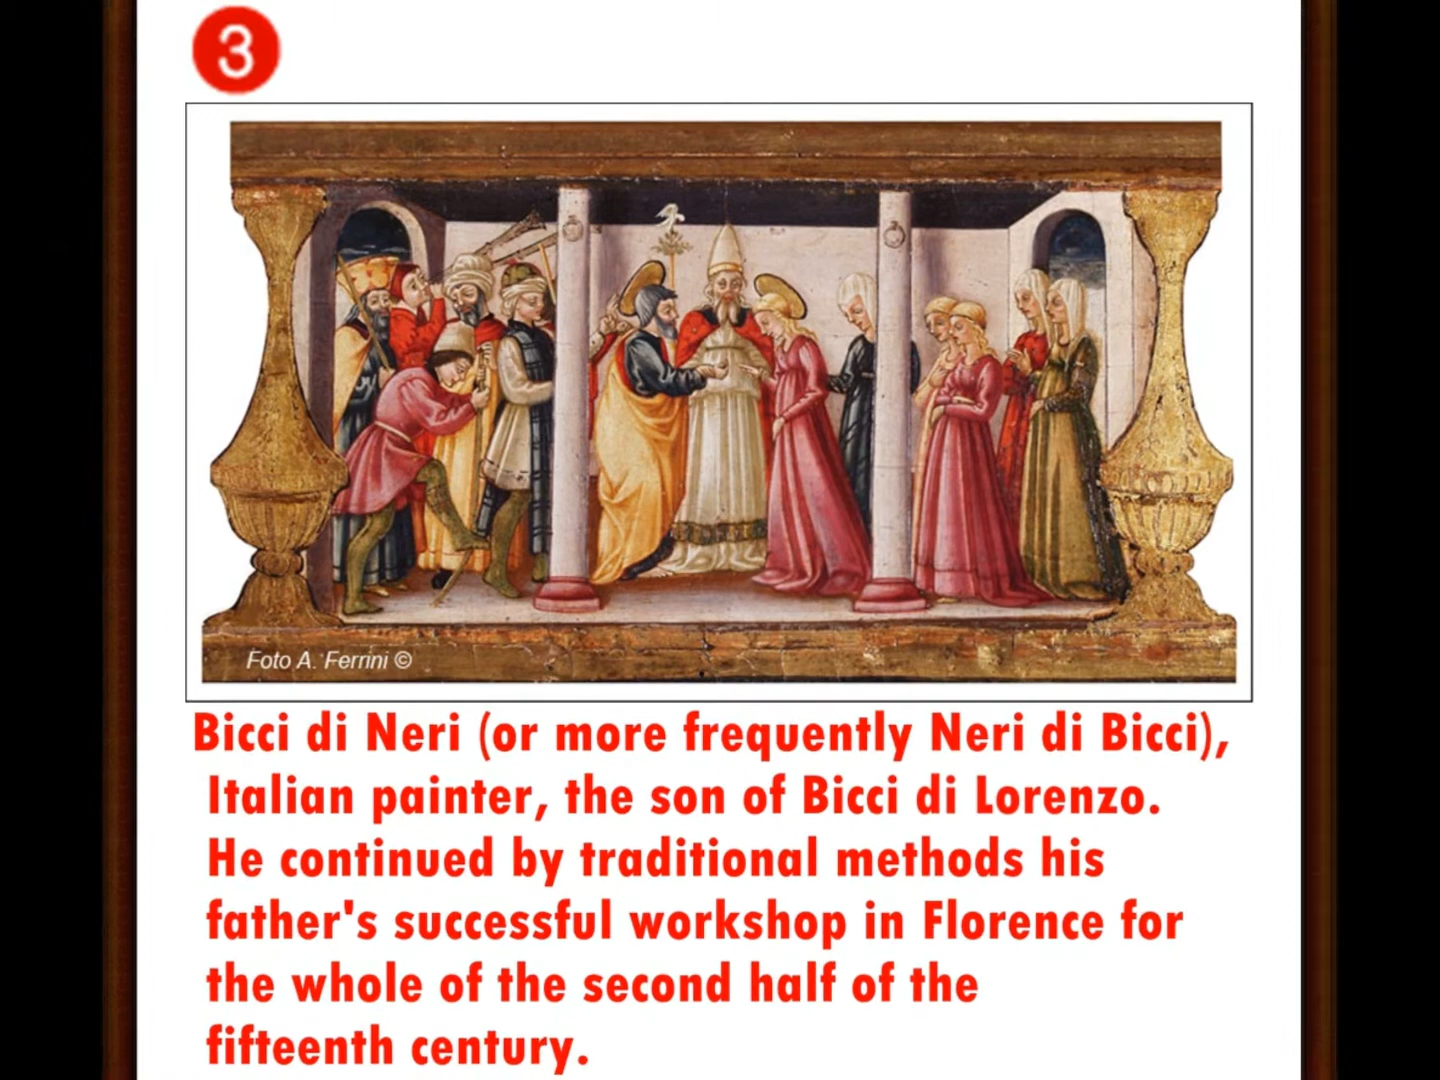 3
Foto A. Ferrini ©
Bicci di Neri (or more frequently Neri di Bicci),
Italian painter, the son of Bicci di Lorenzo.
He continued by traditional methods his
father's successful workshop in Florence for
the whole of the second half of the
fifteenth century.